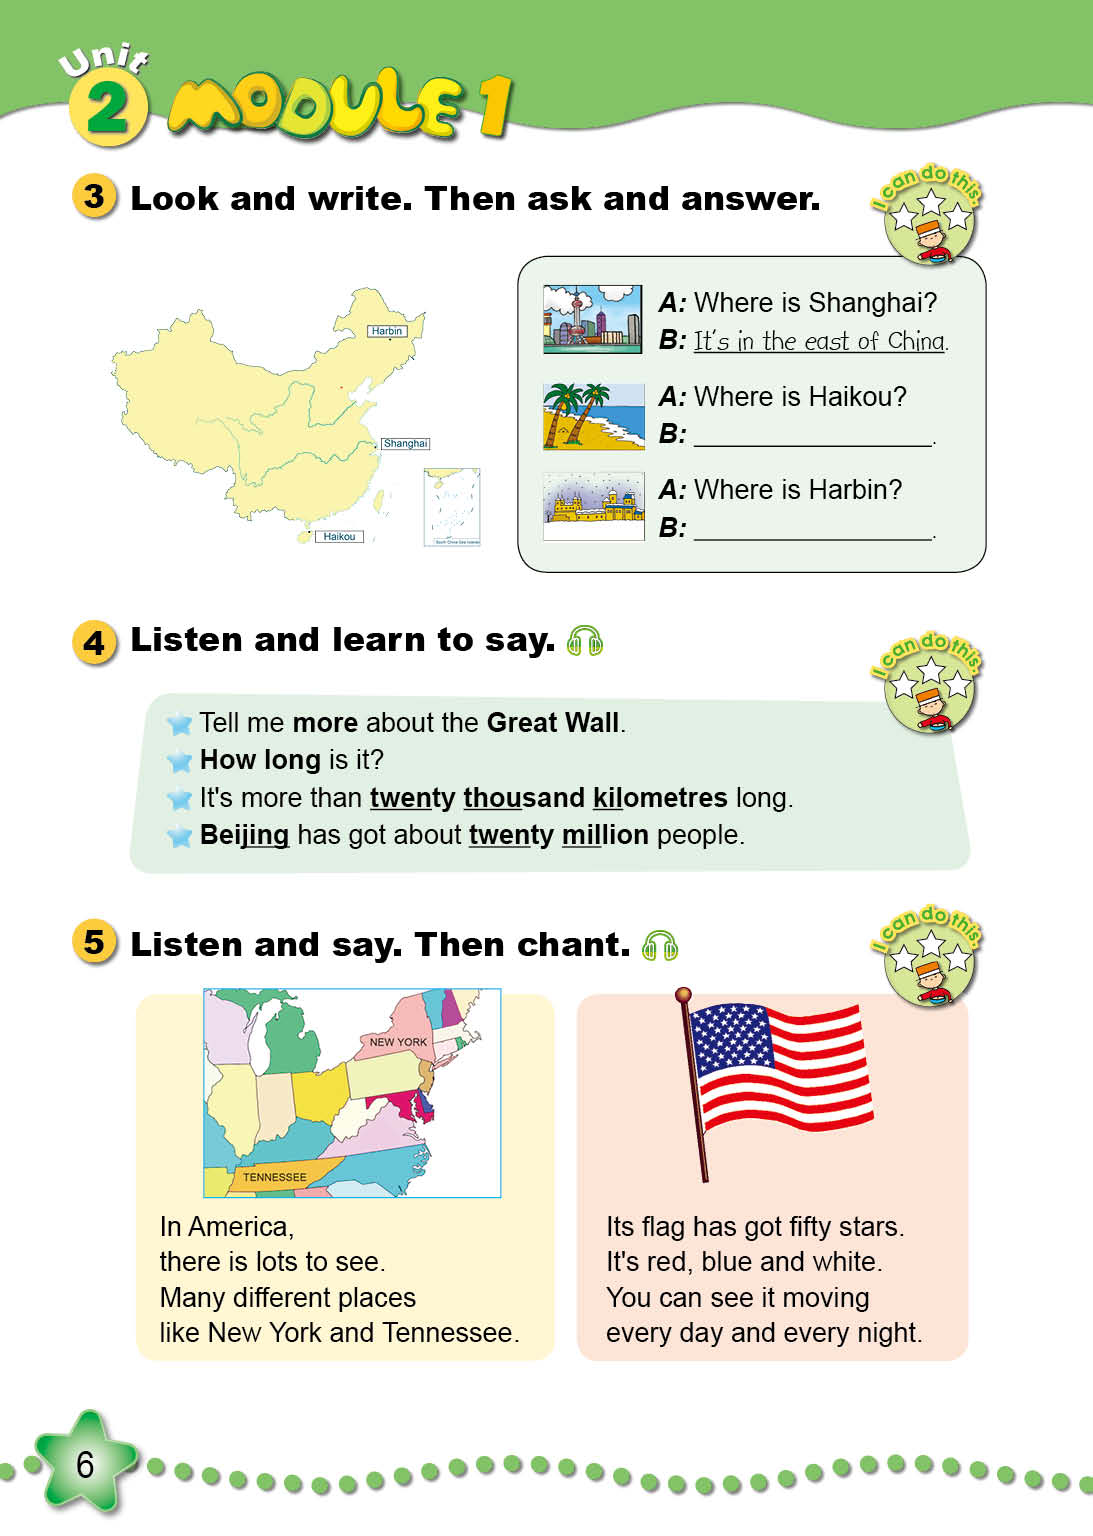 Unit
2 MODULE 1
3 Look and write. Then ask and answer.
I can do this.
Harbin
Shanghai
Haikou
South China Sea Islands
A: Where is Shanghai?
B: It's in the east of China.
A: Where is Haikou?
B: ________________.
A: Where is Harbin?
B: ________________.
4 Listen and learn to say.
I can do this.
Tell me more about the Great Wall.
How long is it?
It's more than twenty thousand kilometres long.
Beijing has got about twenty million people.
5 Listen and say. Then chant.
I can do this.
NEW YORK
TENNESSEE
In America,
there is lots to see.
Many different places
like New York and Tennessee.
Its flag has got fifty stars.
It's red, blue and white.
You can see it moving
every day and every night.
6